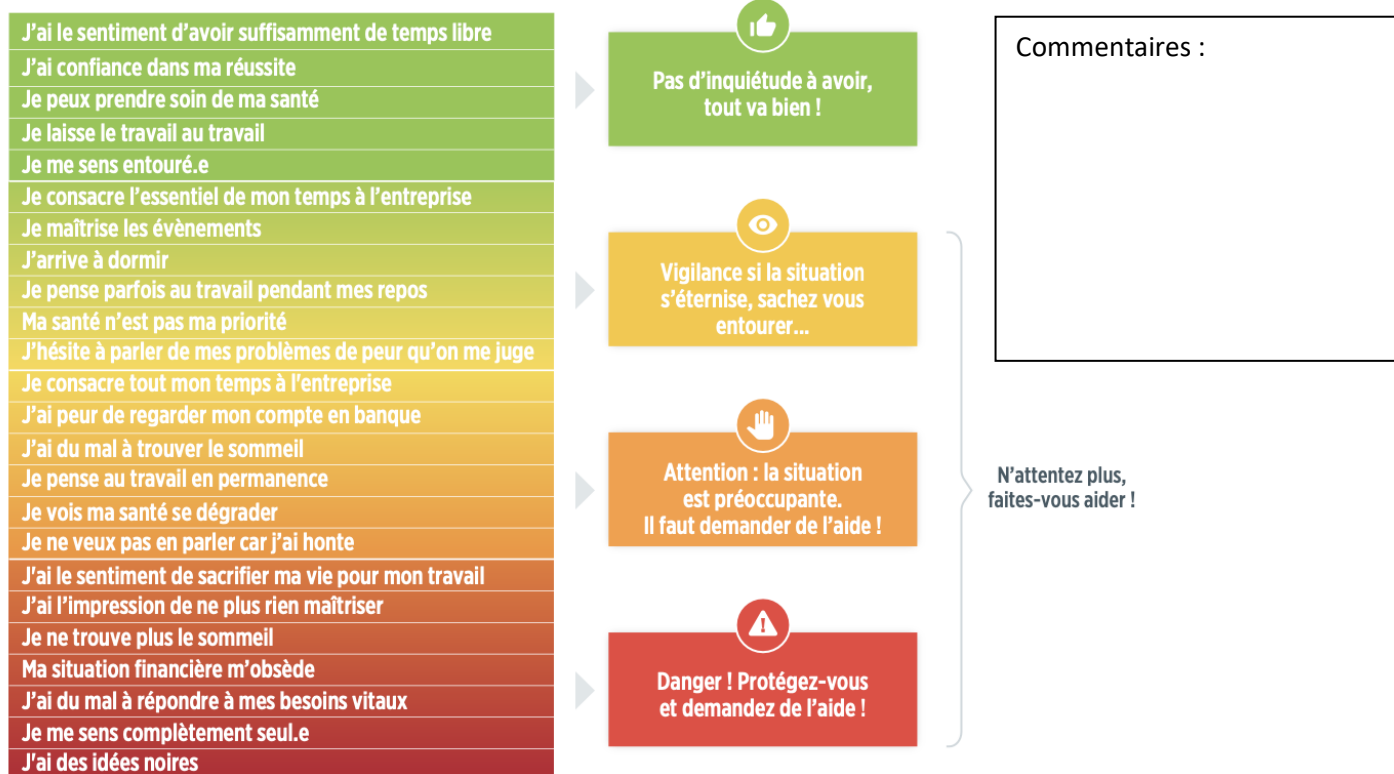 J'ai le sentiment d'avoir suffisamment de temps libre
J'ai confiance dans ma réussite
Je peux prendre soin de ma santé
Je laisse le travail au travail
Je me sens entouré.e
Je consacre l'essentiel de mon temps à l'entreprise
Je maîtrise les évènements
J'arrive à dormir
Je pense parfois au travail pendant mes repos
Ma santé n'est pas ma priorité
J'hésite à parler de mes problèmes de peur qu'on me juge
Je consacre tout mon temps à l'entreprise
J'ai peur de regarder mon compte en banque
J'ai du mal à trouver le sommeil
Je pense au travail en permanence
Je vois ma santé se dégrader
Je ne veux pas en parler car j'ai honte
J'ai le sentiment de sacrifier ma vie pour mon travail
J'ai l'impression de ne plus rien maîtriser
Je ne trouve plus le sommeil
Ma situation financière m'obsède
J'ai du mal à répondre à mes besoins vitaux
Je me sens complètement seul.e
J'ai des idées noires
Pas d'inquiétude à avoir,
tout va bien !
Vigilance si la situation
s'éternise, sachez vous
entourer...
Attention : la situation
est préoccupante.
Il faut demander de l'aide !
Danger ! Protégez-vous
et demandez de l'aide !
N'attentez plus,
faites-vous aider !
Commentaires :